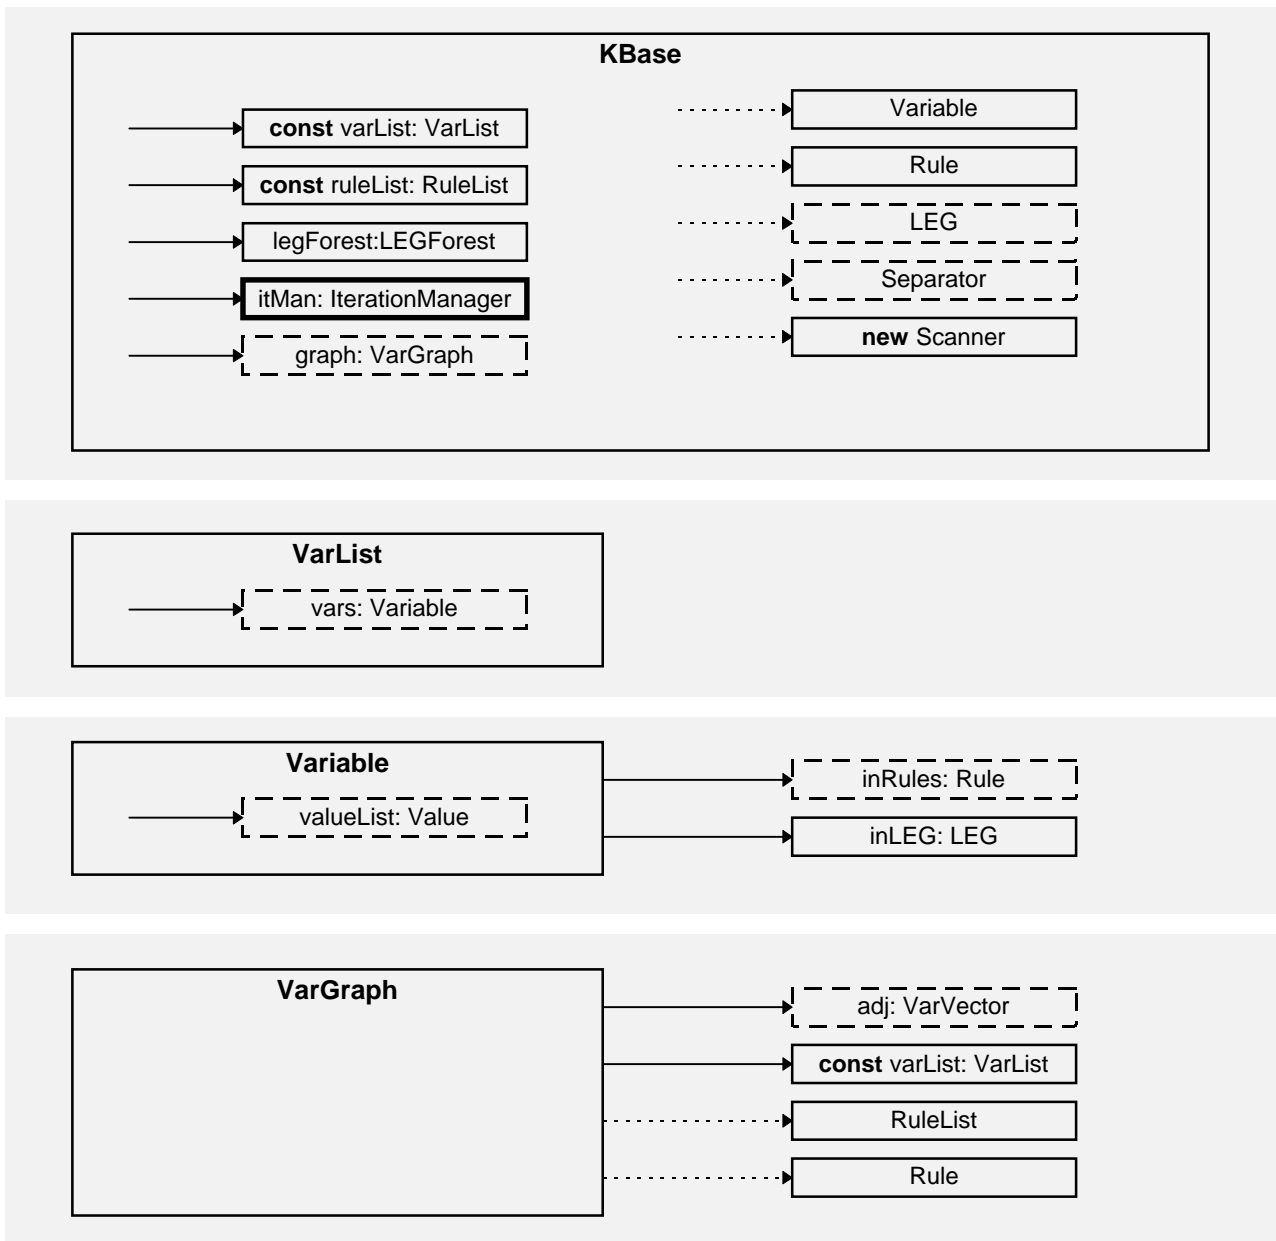 KBase
const varList: VarList
const ruleList: RuleList
legForest:LEGForest
itMan: IterationManager
graph: VarGraph
Variable
Rule
LEG
Separator
new Scanner
VarList
vars: Variable
Variable
valueList: Value
inRules: Rule
inLEG: LEG
VarGraph
adj: VarVector
const varList: VarList
RuleList
Rule